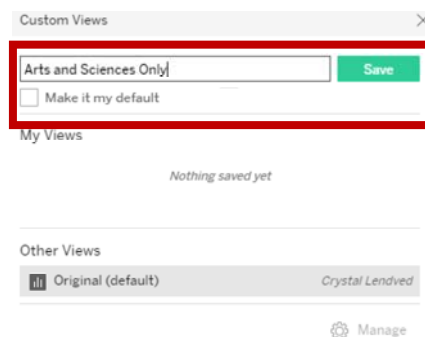 Custom Views
Arts and Sciences Only
Save
Make it my default
My Views
Nothing saved yet
Other Views
Original (default)
Crystal Lendved
Manage